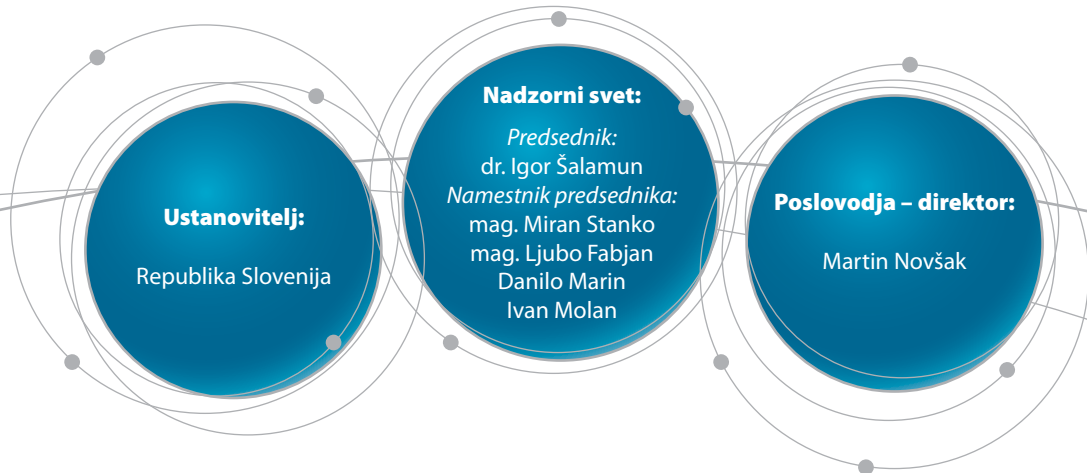 Ustanovitelj:
Republika Slovenija
Nadzorni svet:
Predsednik:
dr. Igor Šalamun
Namestnik predsednika:
mag. Miran Stanko
mag. Ljubo Fabjan
Danilo Marin
Ivan Molan
Poslovodja – direktor:
Martin Novšak